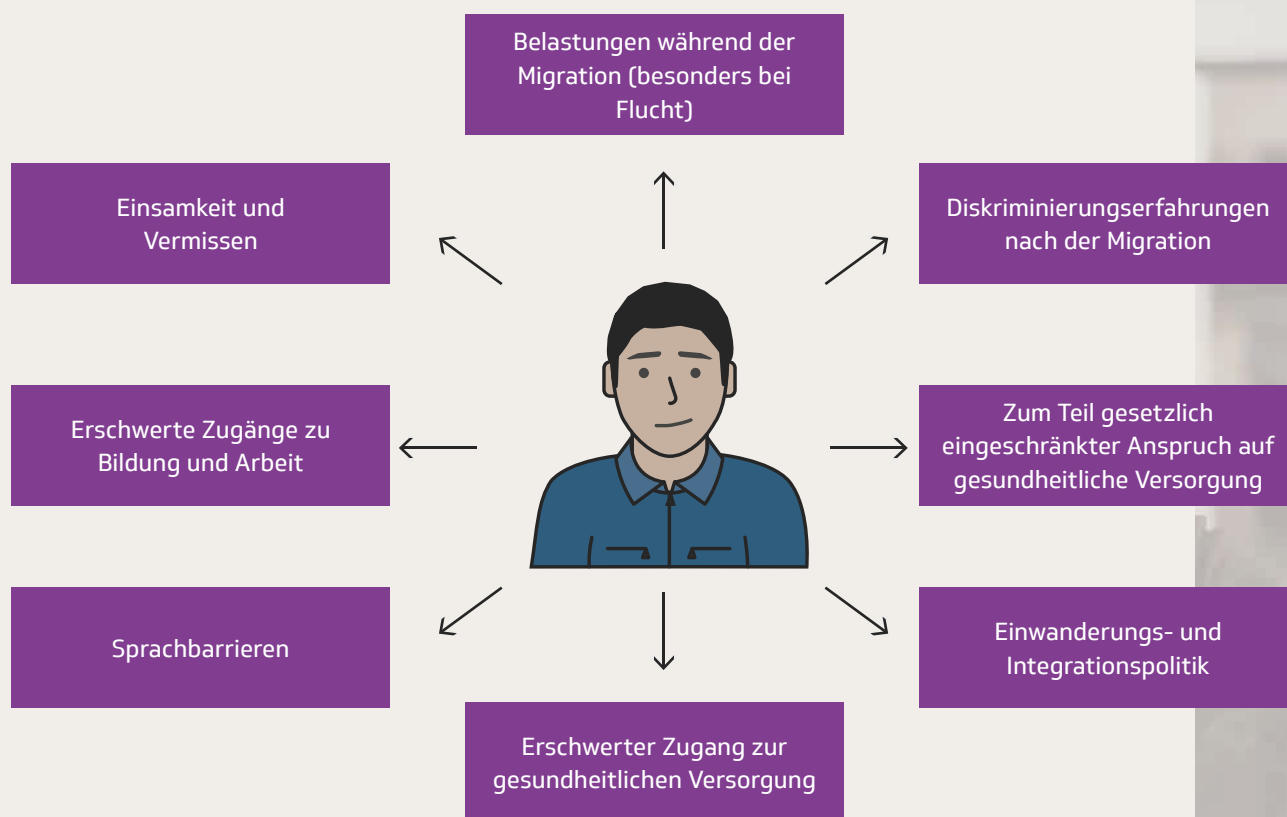 Belastungen während der
Migration (besonders bei
Flucht)
Einsamkeit und
Vermissen
Diskriminierungserfahrungen
nach der Migration
Erschwerte Zugänge zu
Bildung und Arbeit
Zum Teil gesetzlich
eingeschränkter Anspruch auf
gesundheitliche Versorgung
Sprachbarrieren
Einwanderungs- und
Integrationspolitik
Erschwerter Zugang zur
gesundheitlichen Versorgung